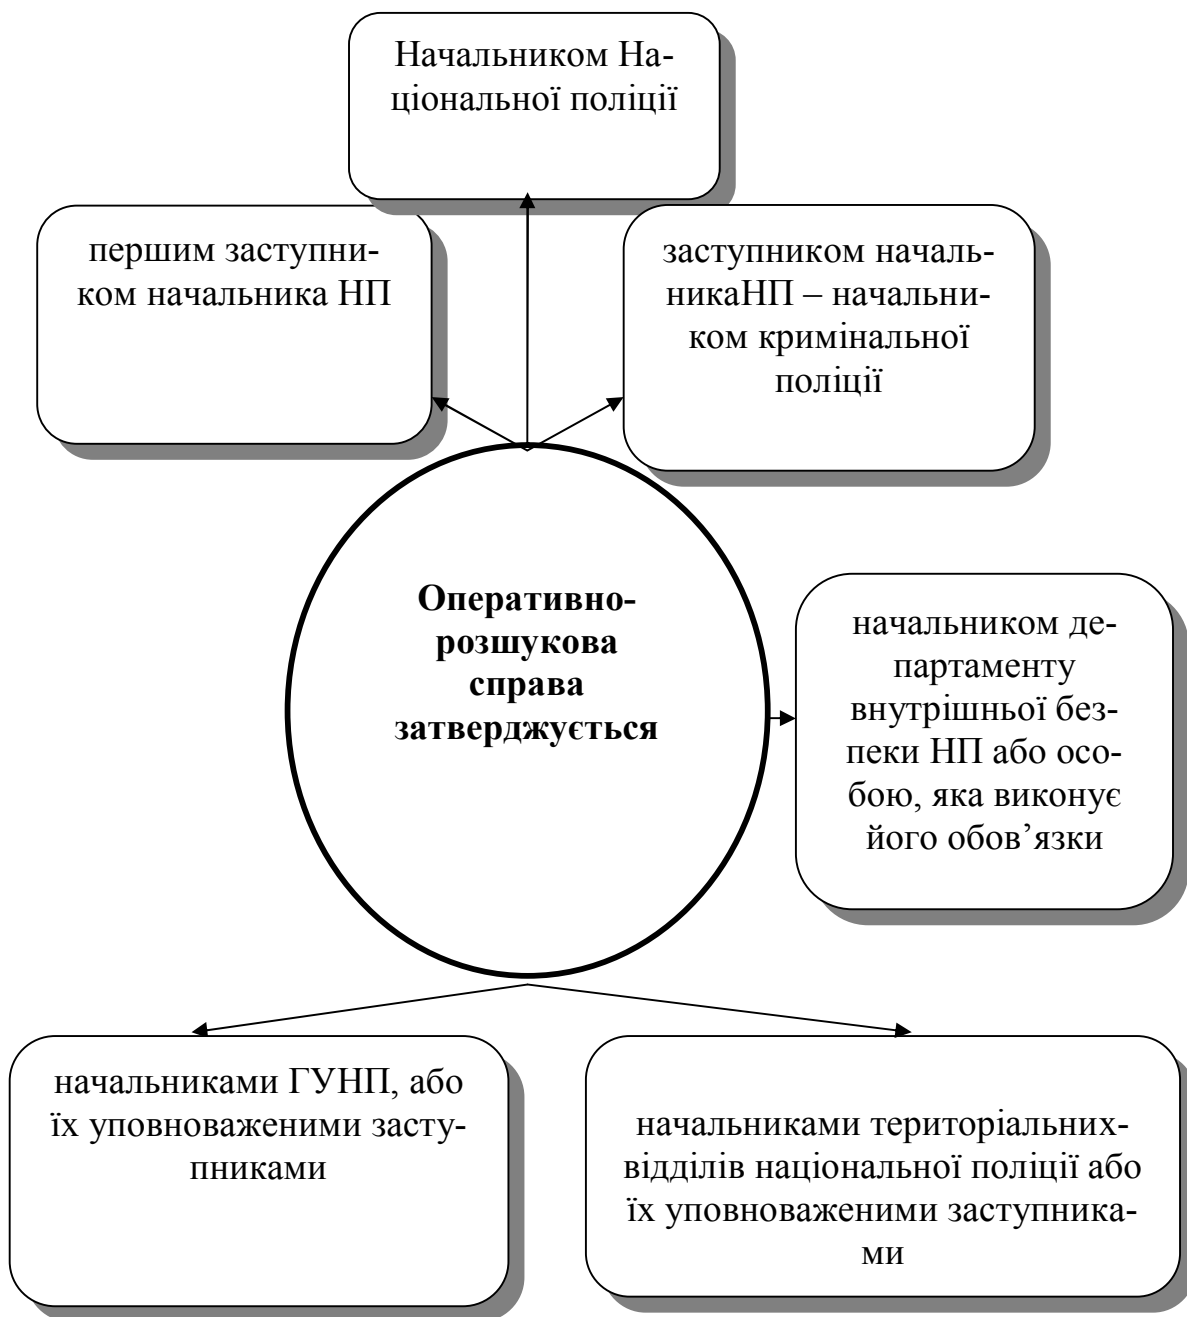 Начальником На-
ціональної поліції
першим заступни-
ком начальника НП
заступником началь-
никаНП – начальни-
ком кримінальної
поліції
Оперативно-
розшукова
справа
затверджується
начальником де-
партаменту
внутрішньої без-
пеки НП або осо-
бою, яка виконує
його обов’язки
начальниками ГУНП, або
їх уповноваженими засту-
пниками
начальниками територіальних-
відділів національної поліції або
їх уповноваженими заступника-
ми